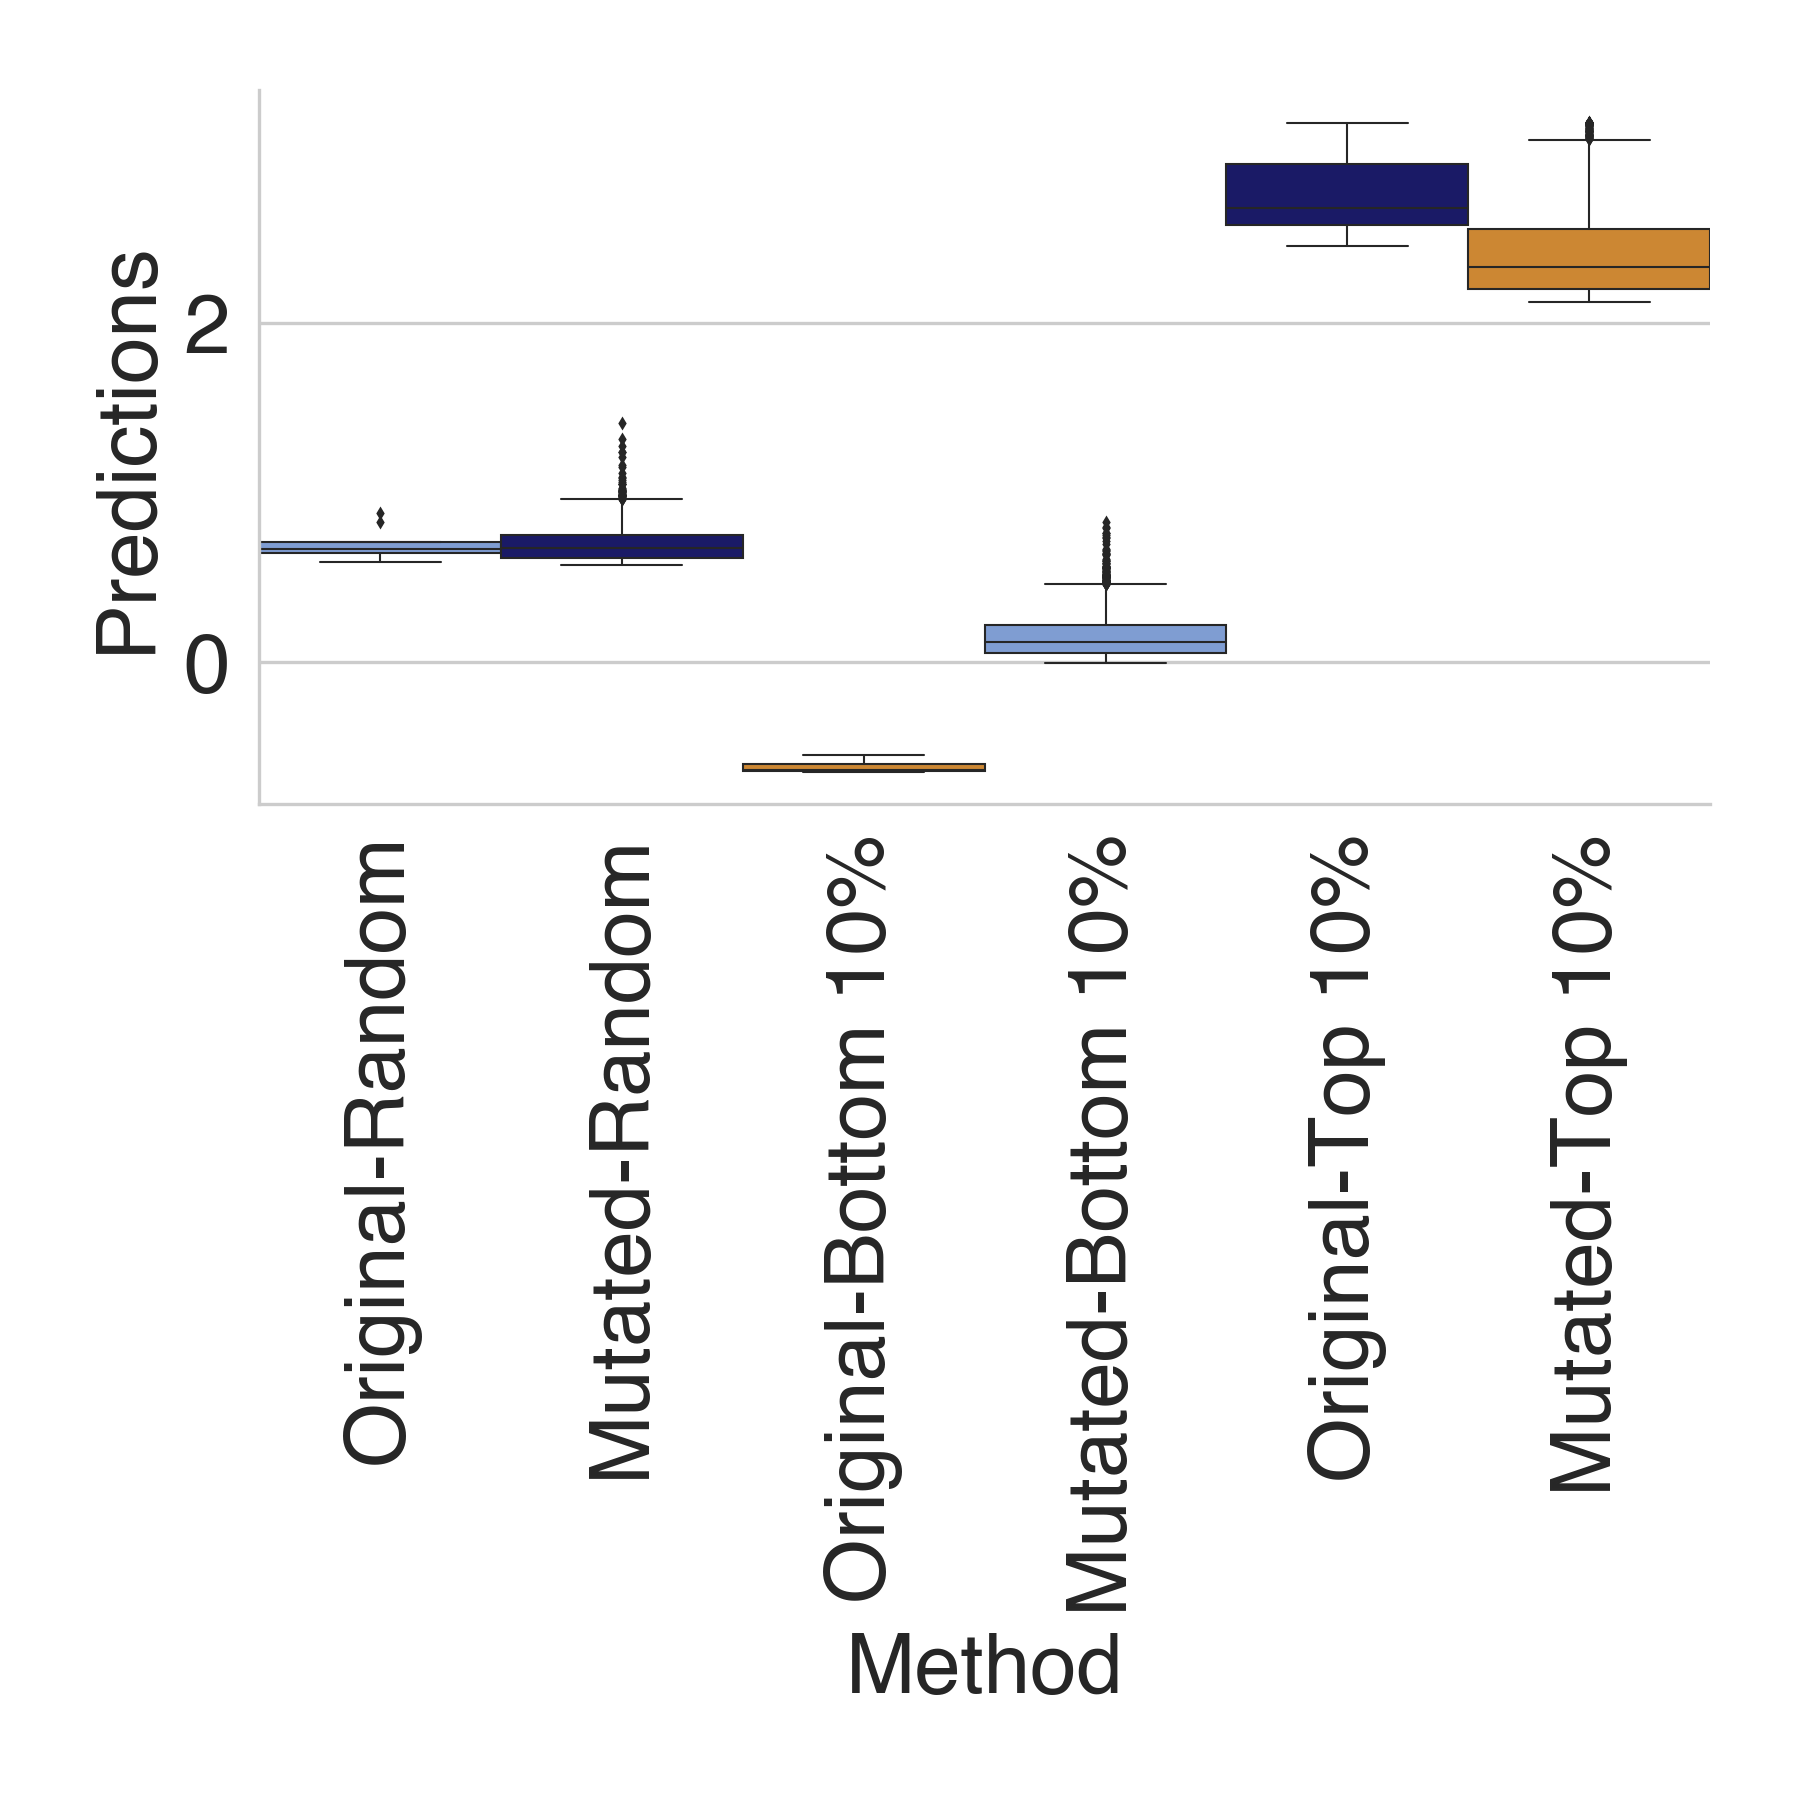 Predictions
2
0
Original-Random
Mutated-Random
Original-Bottom 10%
Mutated-Bottom 10%
Original-Top 10%
Mutated-Top 10%
Method